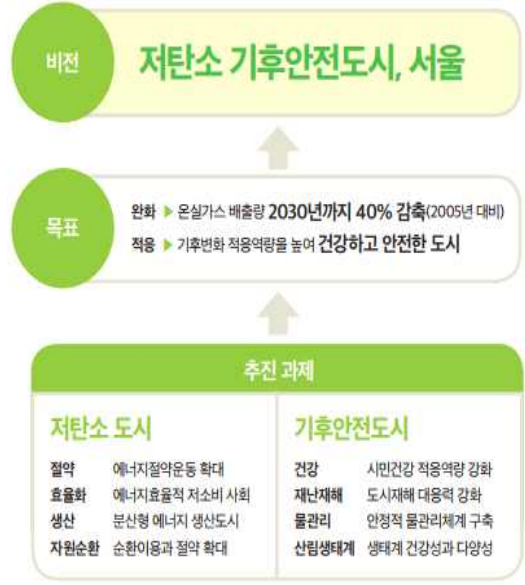 비전
저탄소 기후안전도시, 서울
목표
완화 ▶ 온실가스 배출량 2030년까지 40% 감축(2005년 대비)
적응 ▶ 기후변화 적응역량을 높여 건강하고 안전한 도시
추진 과제
저탄소 도시
절약 에너지절약운동 확대
효율화 에너지효율적 저소비 사회
생산 분산형 에너지 생산도시
자원순환 순환이용과 절약 확대
기후안전도시
건강 시민건강 적응역량 강화
재난재해 도시재해 대응력 강화
물관리 안정적 물관리체계 구축
산림생태계 생태계 건강성과 다양성